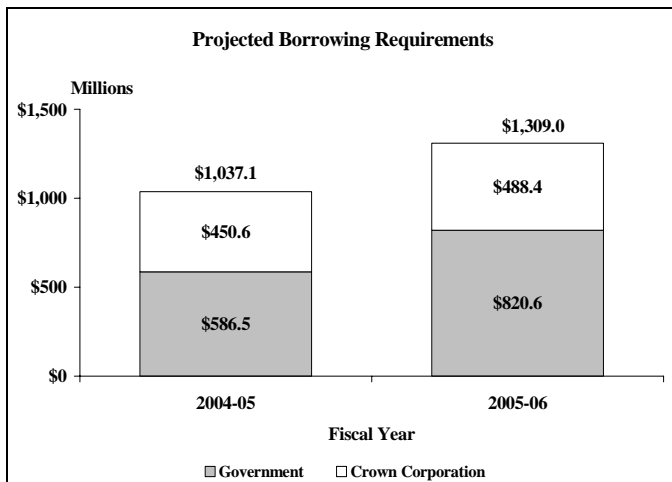 Projected Borrowing Requirements
Millions
$1,500
$1,309.0
$1,037.1
$1,000
$488.4
$450.6
$500
$820.6
$586.5
$0
2004-05 2005-06
Fiscal Year
Government Crown Corporation